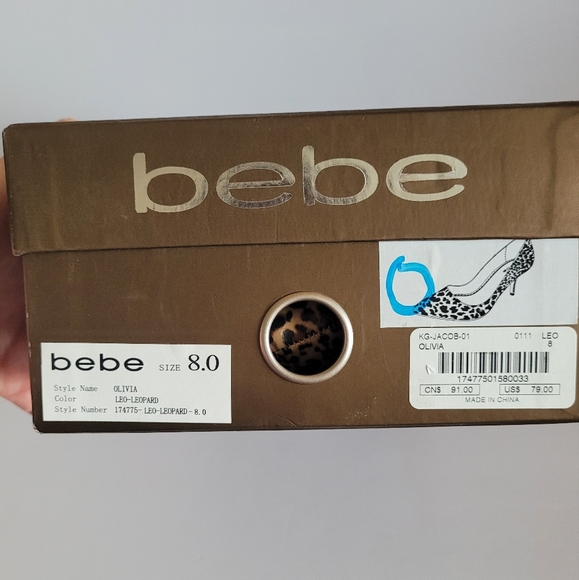 bebe
bebe SIZE 8.0
Style Name OLIVIA
Color LEO-LEOPARD
Style Number 174775-LEO-LEOPARD-8.0
KG-JACOB-01 0111 LEO
OLIVIA 8
17477501580033
CN$ 91.00 US$ 79.00
MADE IN CHINA